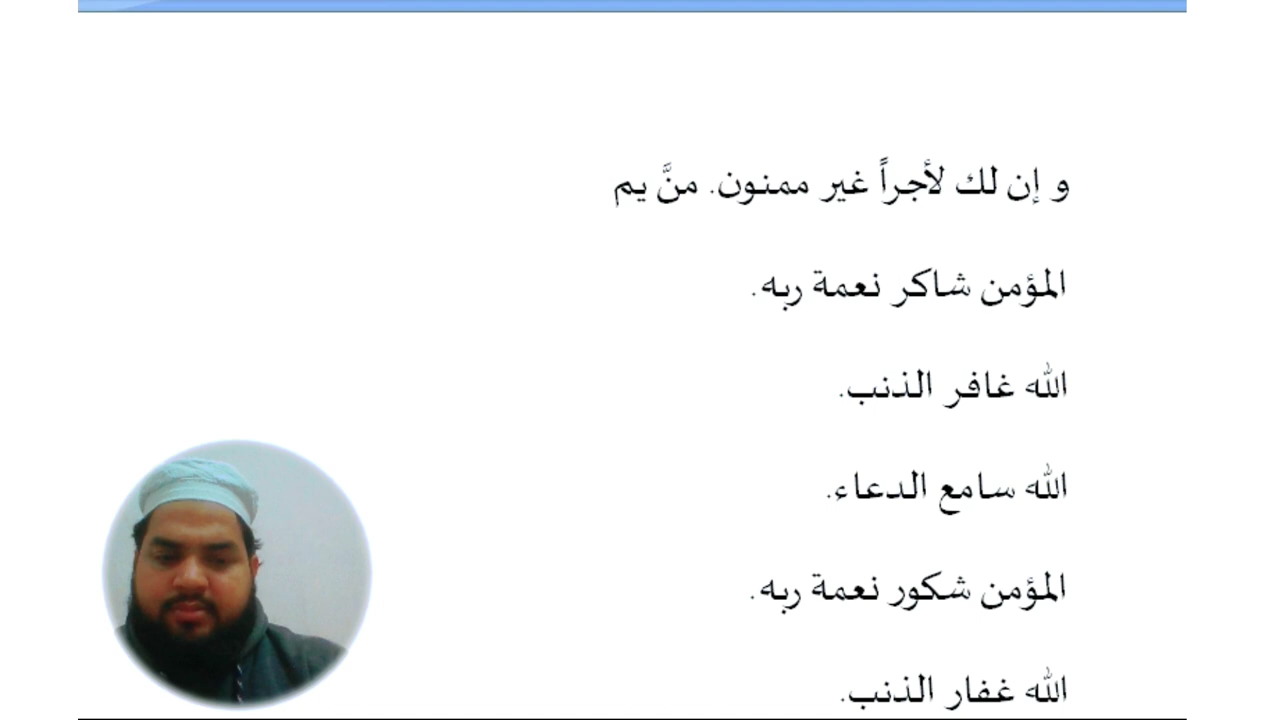 و إن لك لأجراً غير ممنون. منَّ يم
المؤمن شاكر نعمة ربه.
الله غافر الذنب.
الله سامع الدعاء.
المؤمن شكور نعمة ربه.
الله غفار الذنب.